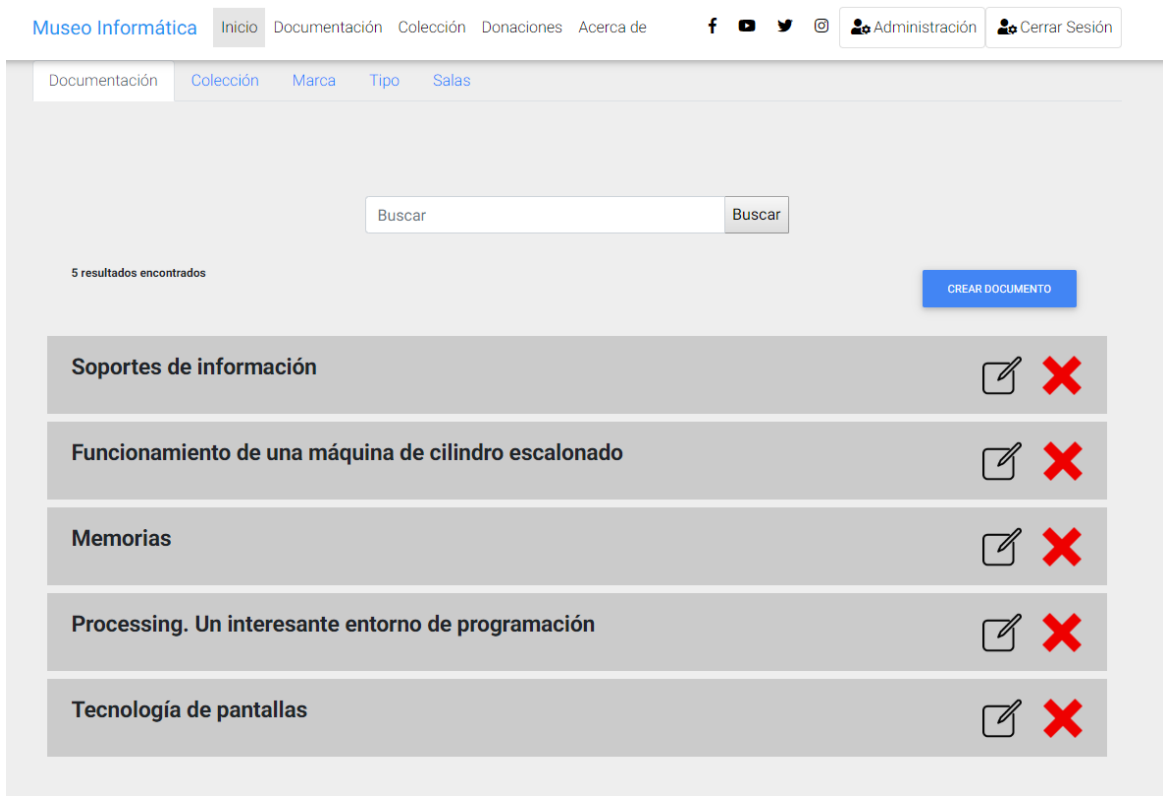 Museo Informática Inicio Documentación Colección Donaciones Acerca de Administración Cerrar Sesión
Documentación Colección Marca Tipo Salas
Buscar Buscar
5 resultados encontrados
CREAR DOCUMENTO
Soportes de información
Funcionamiento de una máquina de cilindro escalonado
Memorias
Processing. Un interesante entorno de programación
Tecnología de pantallas